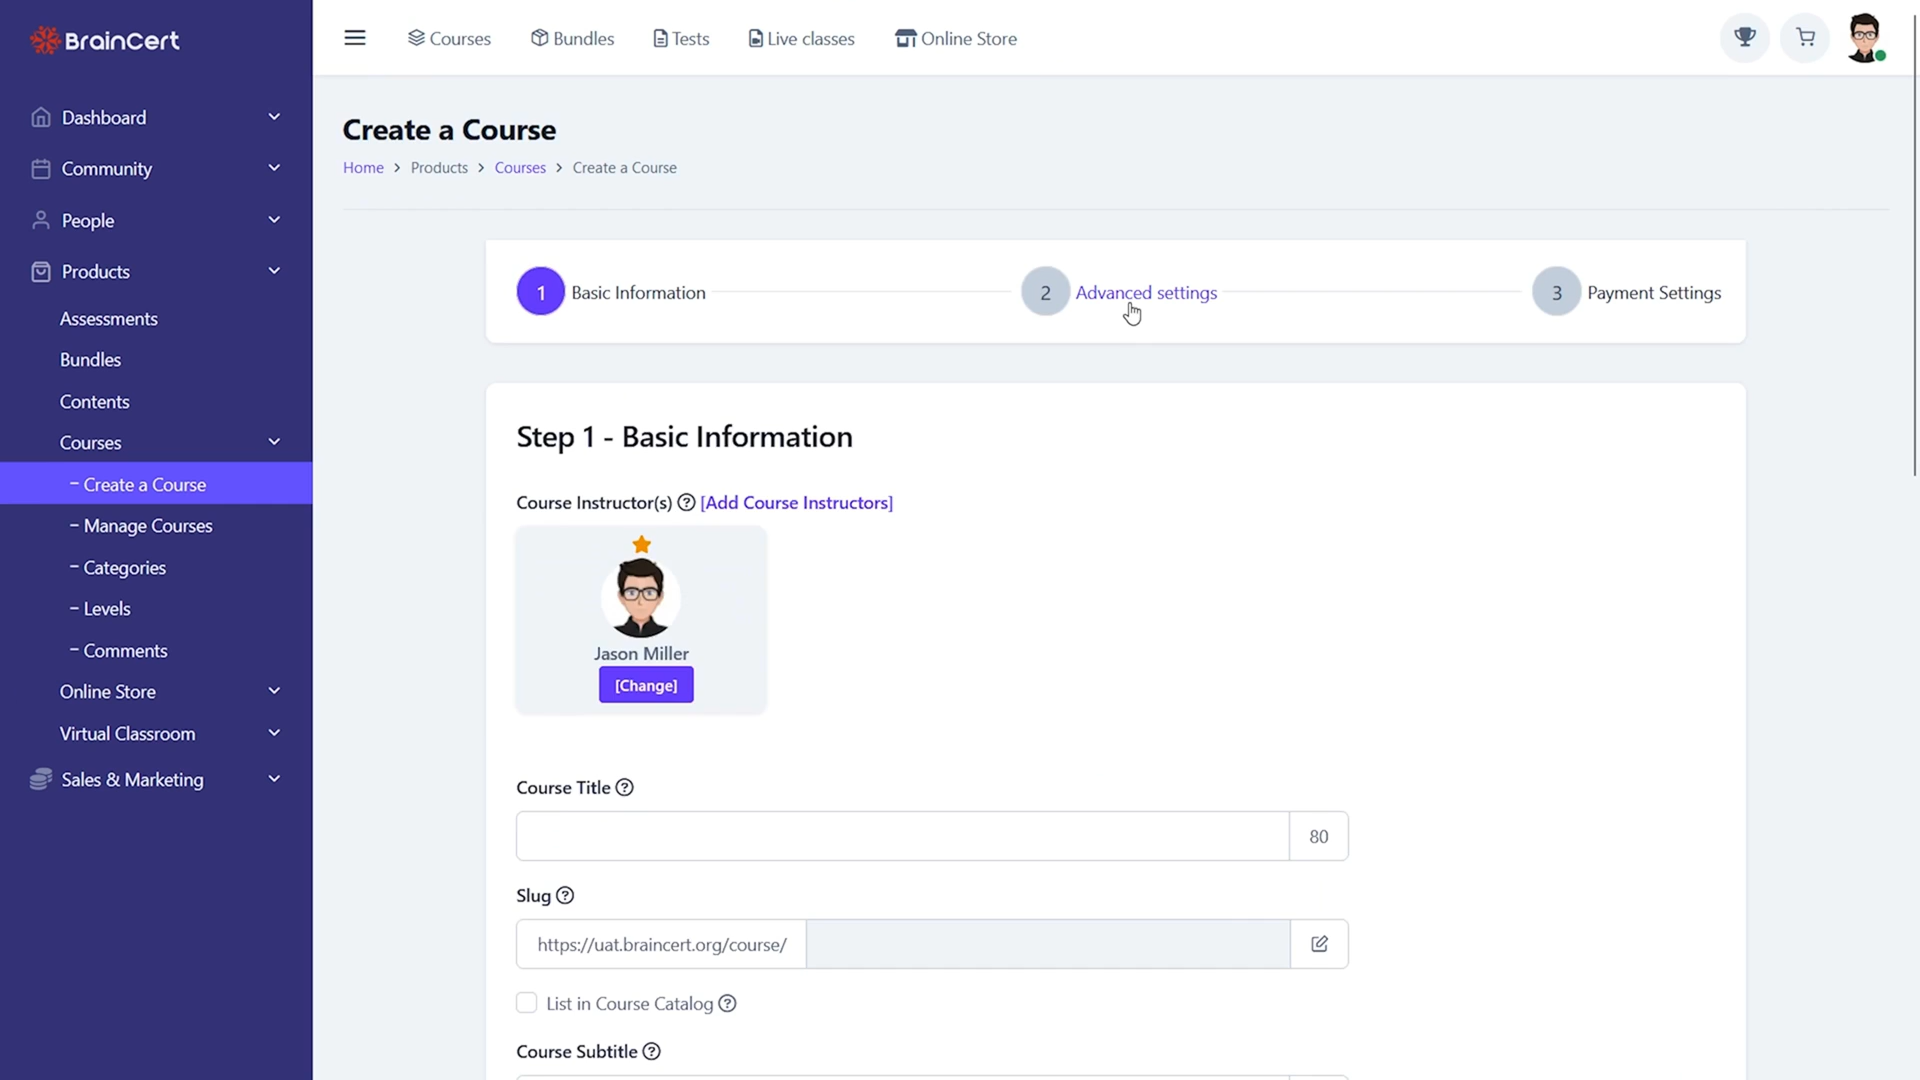 BrainCert
Courses
Bundles
Tests
Live classes
Online Store
Dashboard
Community
People
Products
Assessments
Bundles
Contents
Courses
- Create a Course
- Manage Courses
- Categories
- Levels
- Comments
Online Store
Virtual Classroom
Sales & Marketing
Create a Course
Home > Products > Courses > Create a Course
1 Basic Information
2 Advanced settings
3 Payment Settings
Step 1 - Basic Information
Course Instructor(s) [Add Course Instructors]
Jason Miller
[Change]
Course Title
80
Slug
https://uat.braincert.org/course/
List in Course Catalog
Course Subtitle